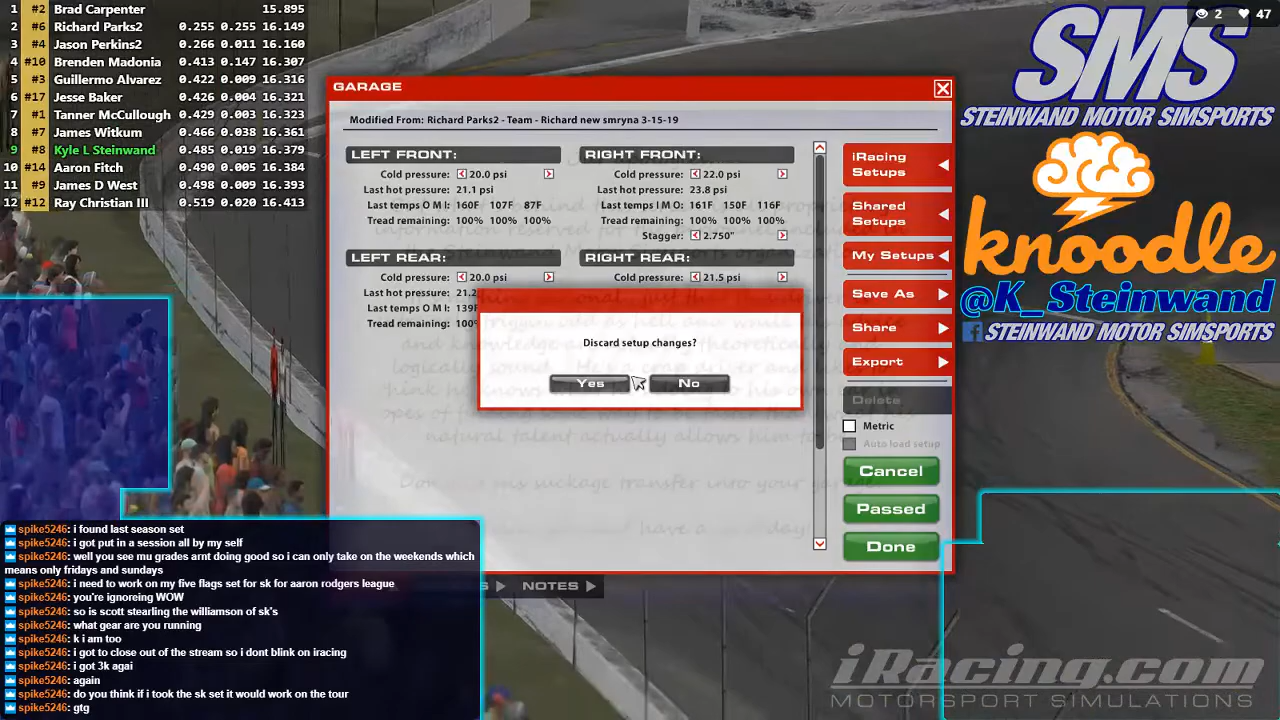 1 #2 Brad Carpenter 15.895
2 #6 Richard Parks2 0.255 0.255 16.149
3 #4 Jason Perkins2 0.266 0.011 16.160
4 #10 Brenden Madonia 0.413 0.147 16.307
5 #3 Guillermo Alvarez 0.422 0.009 16.316
6 #17 Jesse Baker 0.426 0.004 16.321
7 #1 Tanner McCullough 0.429 0.003 16.323
8 #7 James Witkum 0.466 0.038 16.361
9 #8 Kyle L Steinwand 0.485 0.019 16.379
10 #14 Aaron Fitch 0.490 0.005 16.384
11 #9 James D West 0.498 0.009 16.393
12 #12 Ray Christian III 0.519 0.020 16.413
2 47
SMS
STEINWAND MOTOR SIMSPORTS
knoodle
@K_Steinwand
f STEINWAND MOTOR SIMSPORTS
GARAGE
Modified From: Richard Parks2 - Team - Richard new smryna 3-15-19
LEFT FRONT:
Cold pressure: 20.0 psi
Last hot pressure: 21.1 psi
Last temps O M I: 160F 107F 87F
Tread remaining: 100% 100% 100%
RIGHT FRONT:
Cold pressure: 22.0 psi
Last hot pressure: 23.8 psi
Last temps I M O: 161F 150F 116F
Tread remaining: 100% 100% 100%
Stagger: 2.750"
LEFT REAR:
Cold pressure: 20.0 psi
Last hot pressure: 21.2
Last temps O M I: 139F
Tread remaining: 100%
RIGHT REAR:
Cold pressure: 21.5 psi
Discard setup changes?
Yes No
iRacing Setups
Shared Setups
My Setups
Save As
Share
Export
Delete
Metric
Auto load setup
Cancel
Passed
Done
NOTES
spike5246: i found last season set
spike5246: i got put in a session all by my self
spike5246: well you see mu grades arnt doing good so i can only take on the weekends which
means only fridays and sundays
spike5246: i need to work on my five flags set for sk for aaron rodgers league
spike5246: you're ignoring WOW
spike5246: so is scott stearling the williamson of sk's
spike5246: what gear are you running
spike5246: k i am too
spike5246: i got to close out of the stream so i dont blink on iracing
spike5246: i got 3k agai
spike5246: again
spike5246: do you think if i took the sk set it would work on the tour
spike5246: gtg
iRacing.com
MOTORSPORT SIMULATIONS